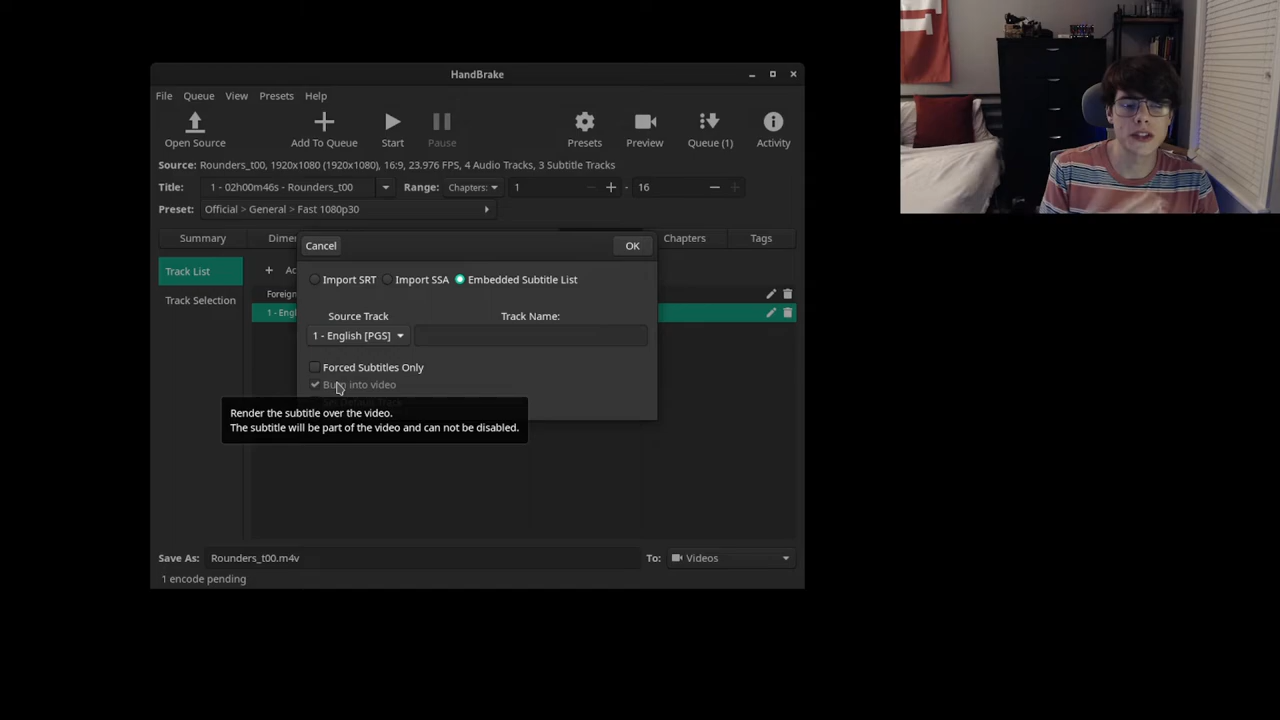 HandBrake
File Queue View Presets Help
Open Source Add To Queue Start Pause Presets Preview Queue (1) Activity
Source: Rounders_t00, 1920x1080 (1920x1080), 16:9, 23.976 FPS, 4 Audio Tracks, 3 Subtitle Tracks
Title: 1 - 02h00m46s - Rounders_t00 Range: Chapters: 1 - 16
Preset: Official > General > Fast 1080p30
Summary Chapters Tags
Cancel OK
Track List
Import SRT Import SSA Embedded Subtitle List
Track Selection
Source Track Track Name:
1 - English [PGS]
Forced Subtitles Only
Burn into video
Set Default Track
Render the subtitle over the video.
The subtitle will be part of the video and can not be disabled.
Save As: Rounders_t00.m4v To: Videos
1 encode pending